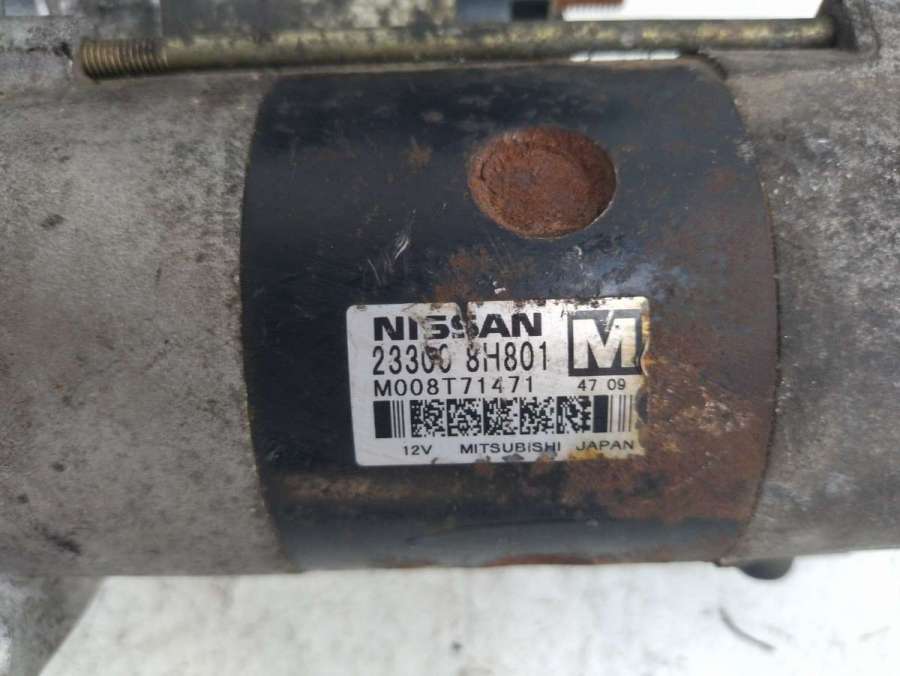 NISSAN
23300 8H801
M
M008T71471 47 09
12V MITSUBISHI JAPAN